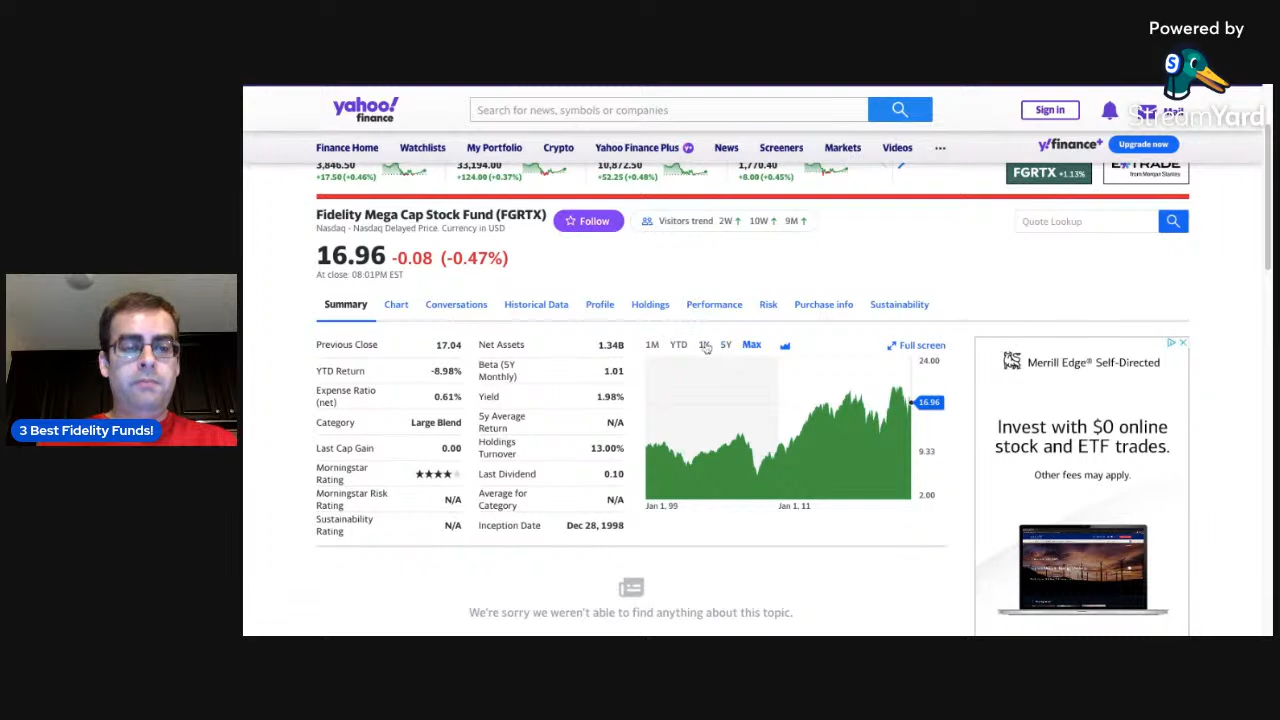 Powered by
S
StreamYard
yahoo!
finance
Search for news, symbols or companies
Sign in
Mail
Finance Home Watchlists My Portfolio Crypto Yahoo Finance Plus News Screeners Markets Videos ...
y!finance+ Upgrade now
3,846.50 33,194.00 10,872.50 1,770.40
+17.50 (+0.46%) +124.00 (+0.37%) +52.25 (+0.48%) +8.00 (+0.45%)
FGRTX +1.13%
E*TRADE
from Morgan Stanley
Fidelity Mega Cap Stock Fund (FGRTX)
Follow
Visitors trend 2W↑ 10W↑ 9M↑
Quote Lookup
Nasdaq - Nasdaq Delayed Price. Currency in USD
16.96 -0.08 (-0.47%)
At close: 08:01PM EST
Summary Chart Conversations Historical Data Profile Holdings Performance Risk Purchase info Sustainability
Previous Close 17.04
YTD Return -8.98%
Expense Ratio (net) 0.61%
Category Large Blend
Last Cap Gain 0.00
Morningstar Rating ★★★★★
Morningstar Risk Rating N/A
Sustainability Rating N/A
Net Assets 1.34B
Beta (5Y Monthly) 1.01
Yield 1.98%
5y Average Return N/A
Holdings Turnover 13.00%
Last Dividend 0.10
Average for Category N/A
Inception Date Dec 28, 1998
1M YTD 1Y 5Y Max
Full screen
24.00
16.96
9.33
2.00
Jan 1, 99 Jan 1, 11
Merrill Edge® Self-Directed
Invest with $0 online
stock and ETF trades.
Other fees may apply.
We're sorry we weren't able to find anything about this topic.
3 Best Fidelity Funds!